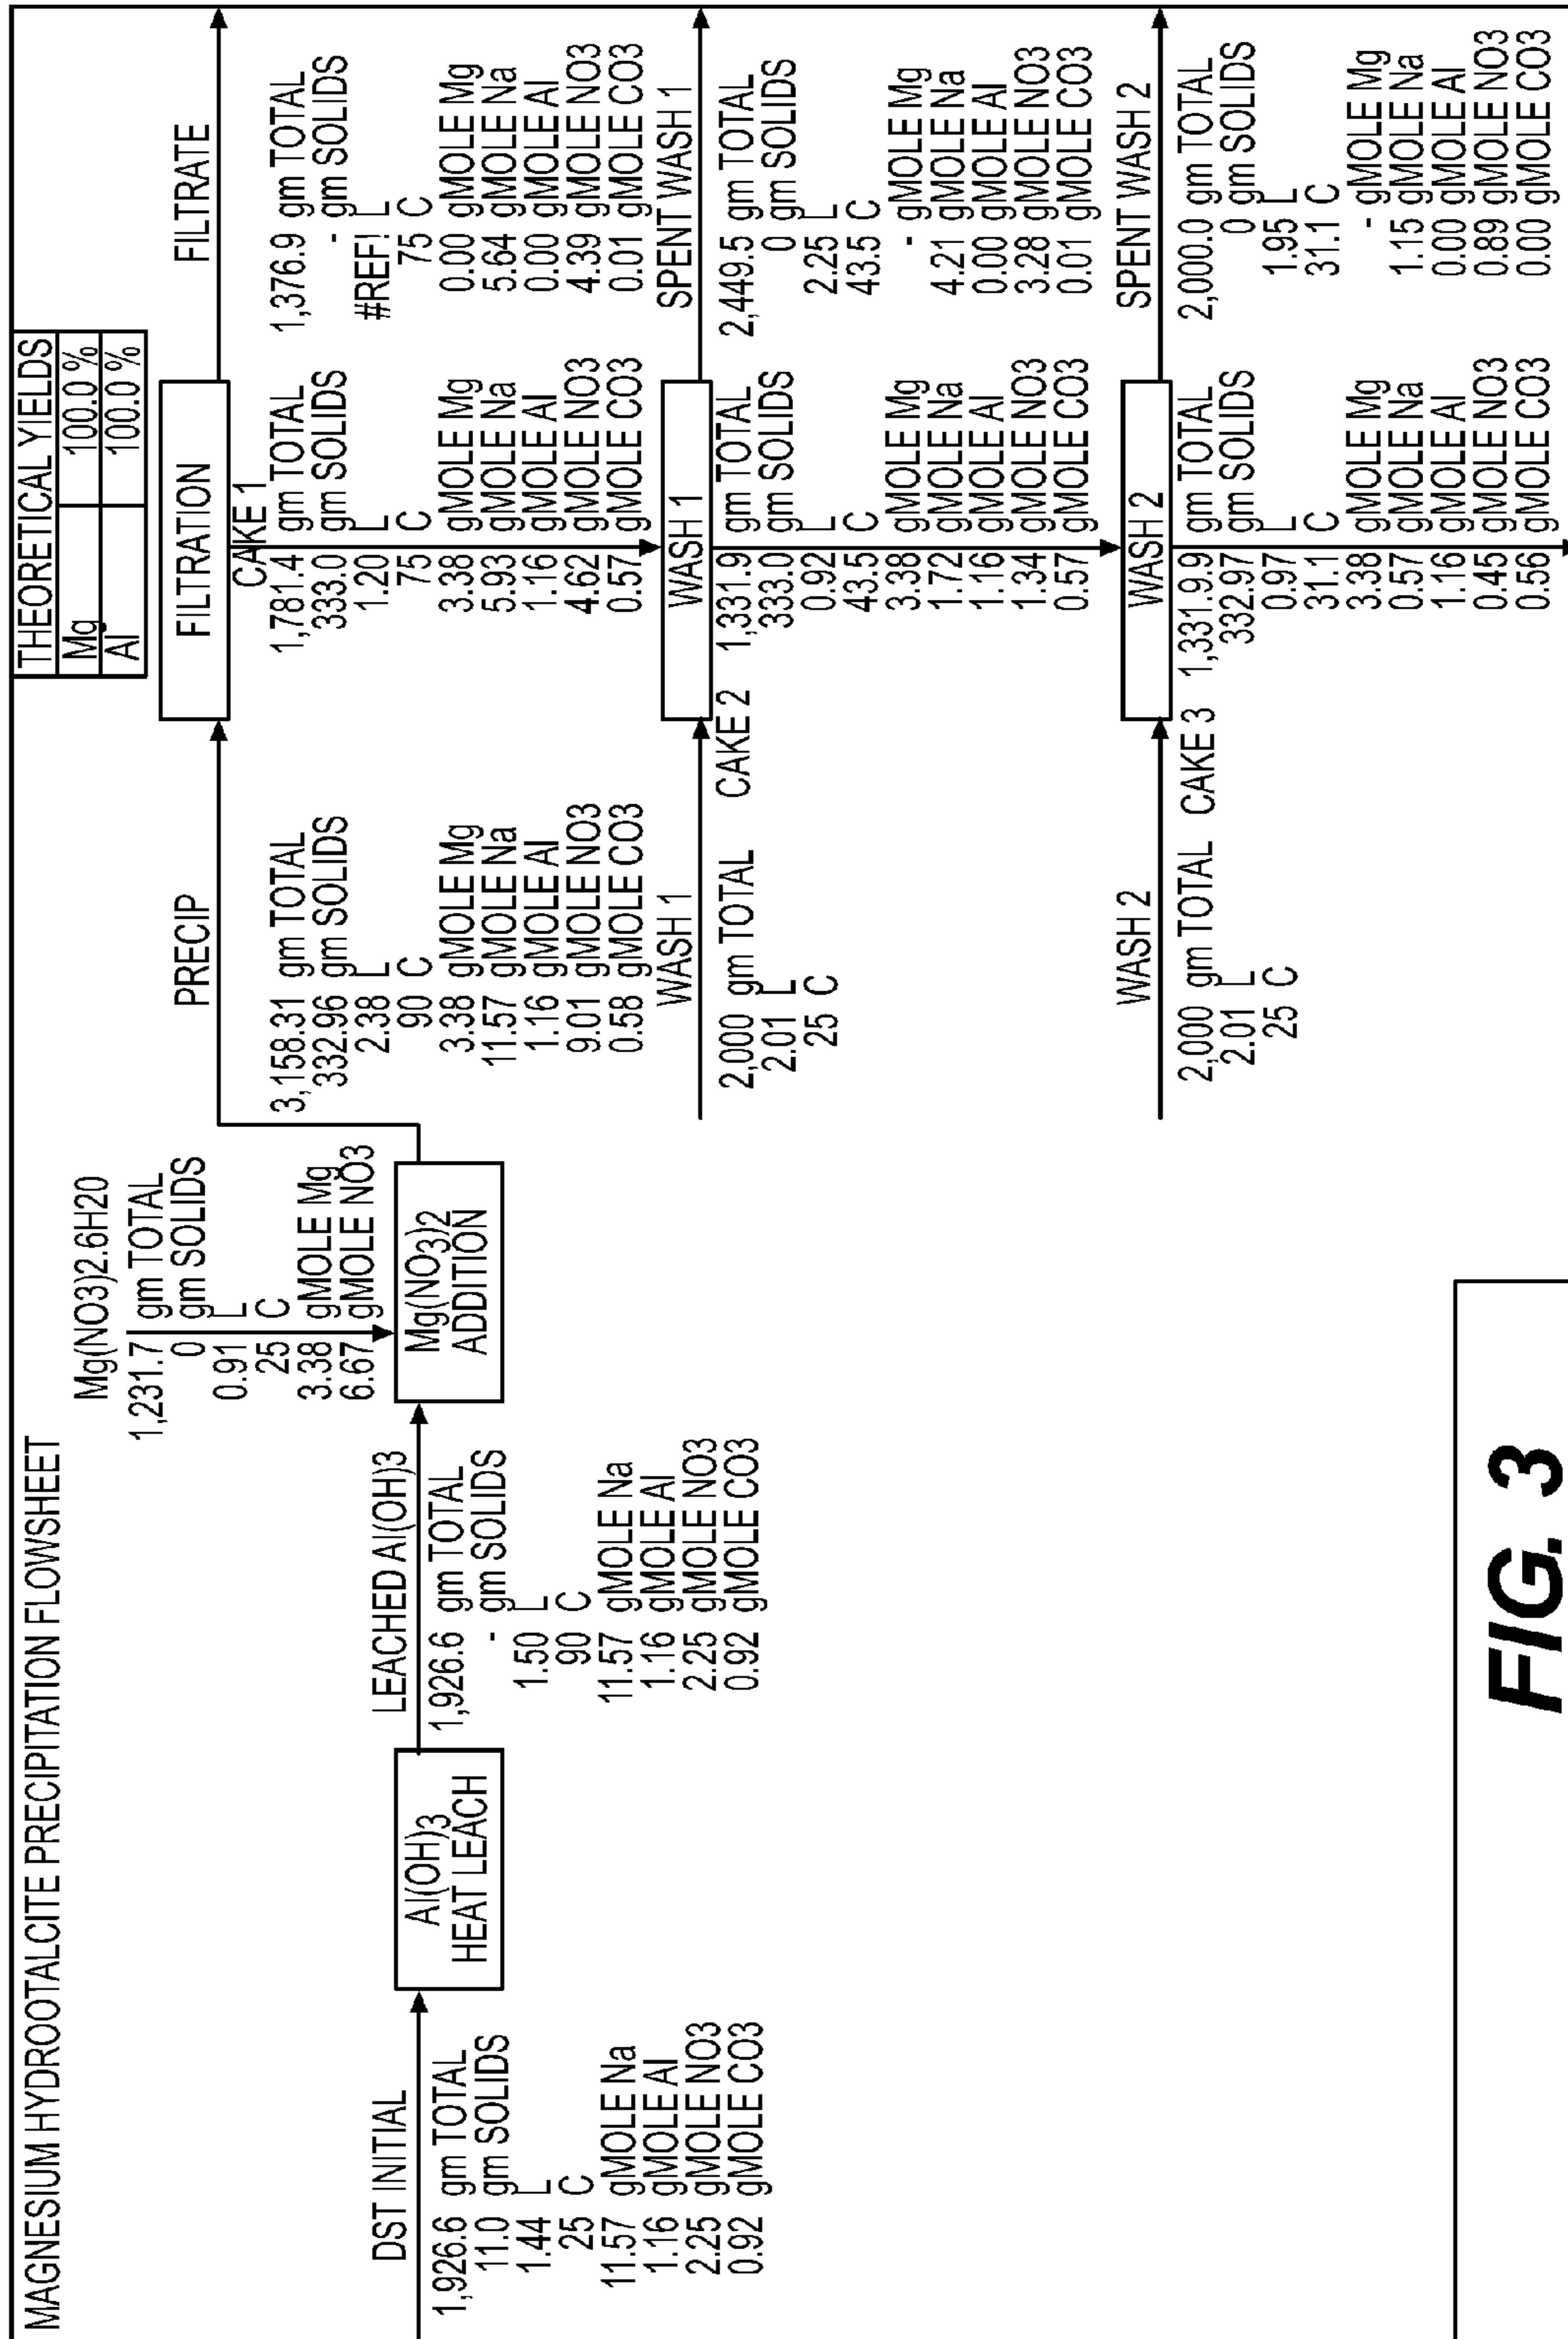 MAGNESIUM HYDROOTALCITE PRECIPITATION FLOWSHEET
THEORETICAL YIELDS
Mg 100.0 %
Al 100.0 %
DST INITIAL
1,926.6 gm TOTAL
11.0 gm SOLIDS
1.44 L
25 C
11.57 gMOLE Na
1.16 gMOLE Al
2.25 gMOLE NO3
0.92 gMOLE CO3
Al(OH)3
HEAT LEACH
LEACHED Al(OH)3
1,926.6 gm TOTAL
- gm SOLIDS
1.50 L
90 C
11.57 gMOLE Na
1.16 gMOLE Al
2.25 gMOLE NO3
0.92 gMOLE CO3
Mg(NO3)2.6H20
1,231.7 gm TOTAL
0 gm SOLIDS
0.91 L
25 C
3.38 gMOLE Mg
6.67 gMOLE NO3
Mg(NO3)2
ADDITION
PRECIP
3,158.31 gm TOTAL
332.96 gm SOLIDS
2.38 L
90 C
3.38 gMOLE Mg
11.57 gMOLE Na
1.16 gMOLE Al
9.01 gMOLE NO3
0.58 gMOLE CO3
FILTRATION
CAKE 1
1,781.4 gm TOTAL
333.0 gm SOLIDS
1.20 L
75 C
3.38 gMOLE Mg
5.93 gMOLE Na
1.16 gMOLE Al
4.62 gMOLE NO3
0.57 gMOLE CO3
FILTRATE
1,376.9 gm TOTAL
- gm SOLIDS
#REF! L
75 C
0.00 gMOLE Mg
5.64 gMOLE Na
0.00 gMOLE Al
4.39 gMOLE NO3
0.01 gMOLE CO3
WASH 1
2,000 gm TOTAL
2.01 L
25 C
WASH 1
CAKE 2 1,331.9 gm TOTAL
333.0 gm SOLIDS
0.92 L
43.5 C
3.38 gMOLE Mg
1.72 gMOLE Na
1.16 gMOLE Al
1.34 gMOLE NO3
0.57 gMOLE CO3
SPENT WASH 1
2,449.5 gm TOTAL
0 gm SOLIDS
2.25 L
43.5 C
- gMOLE Mg
4.21 gMOLE Na
0.00 gMOLE Al
3.28 gMOLE NO3
0.01 gMOLE CO3
WASH 2
2,000 gm TOTAL
2.01 L
25 C
WASH 2
CAKE 3 1,331.9.9 gm TOTAL
332.97 gm SOLIDS
0.97 L
31.1 C
3.38 gMOLE Mg
0.57 gMOLE Na
1.16 gMOLE Al
0.45 gMOLE NO3
0.56 gMOLE CO3
SPENT WASH 2
2,000.0 gm TOTAL
0 gm SOLIDS
1.95 L
31.1 C
- gMOLE Mg
1.15 gMOLE Na
0.00 gMOLE Al
0.89 gMOLE NO3
0.00 gMOLE CO3
FIG. 3